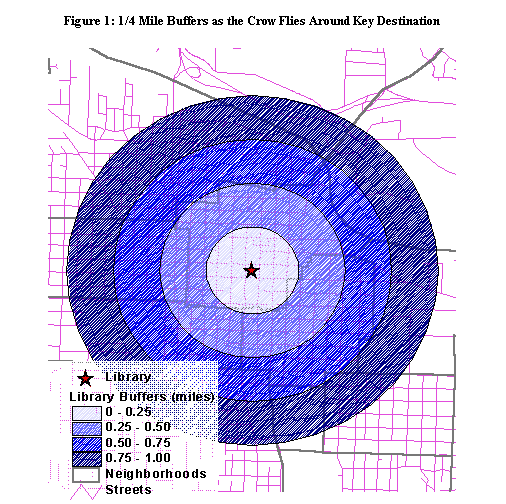 Figure 1: 1/4 Mile Buffers as the Crow Flies Around Key Destination
Library
Library Buffers (miles)
0 - 0.25
0.25 - 0.50
0.50 - 0.75
0.75 - 1.00
Neighborhoods
Streets